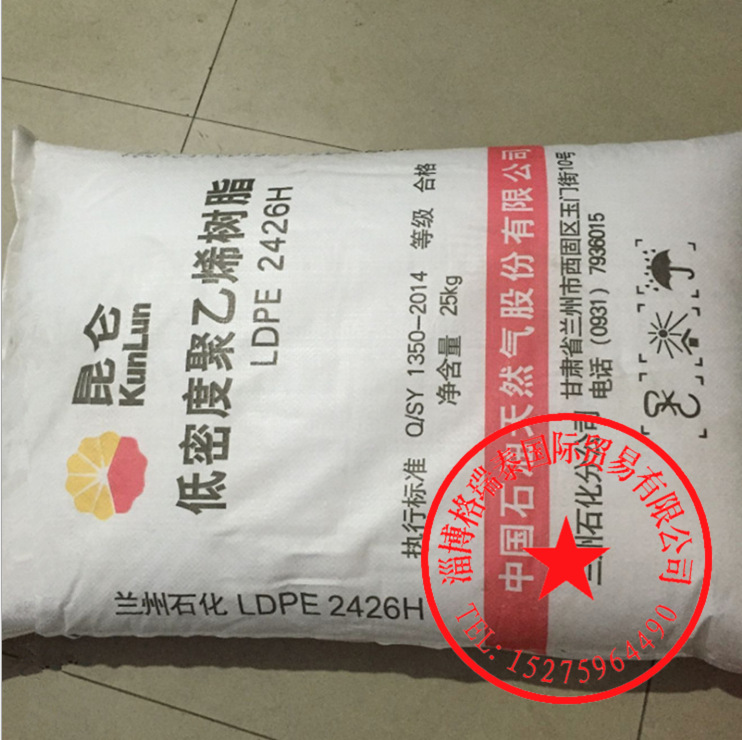 昆仑
KunLun
低密度聚乙烯树脂
LDPE 2426H
执行标准 Q/SY 1350-2014 等级 合格
净含量 25kg
中国石油天然气股份有限公司
兰州石化分公司 甘肃省兰州市西固区玉门街10号
电话 (0931) 7936015
兰州石化 LDPE 2426H
淄博格瑞泰国际贸易有限公司
TEL: 15275964490